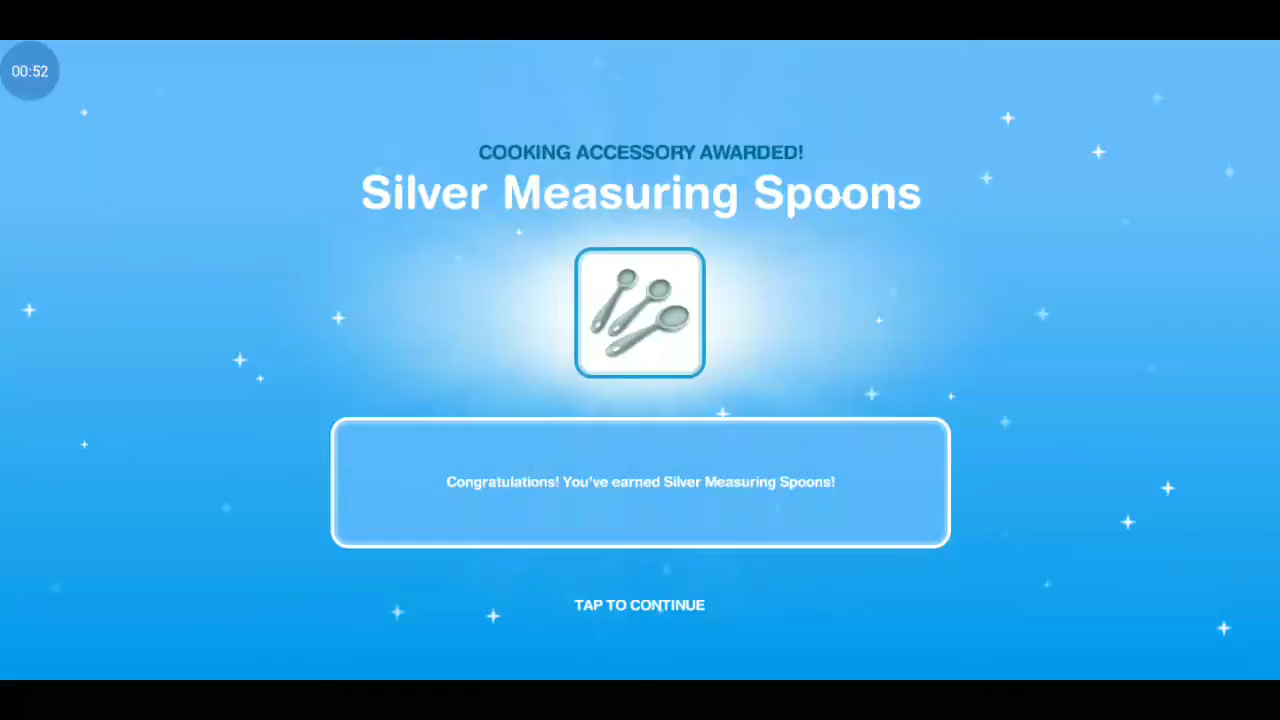 00:52
COOKING ACCESSORY AWARDED!
Silver Measuring Spoons
Congratulations! You've earned Silver Measuring Spoons!
TAP TO CONTINUE